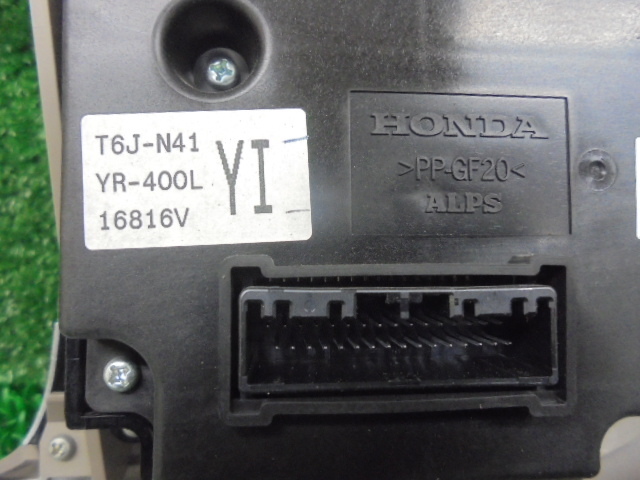 T6J-N41
YR-400L
16816V
YI
HONDA
>PP-GF20<
ALPS